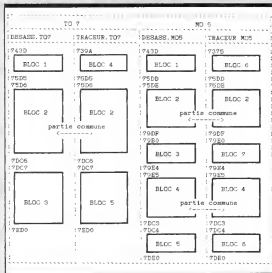 TO 7 MO 5
DESASS.TO7 TRACEUR.TO7 DESASS.MO5 TRACEUR MO5
743D 739A 743D 7375
BLOC 1 BLOC 4 BLOC 1 BLOC 6
75D5 75D5 75DD 75DD
75D6 75D6 75DE 75DE
BLOC 2 BLOC 2 BLOC 2 BLOC 2
partie commune partie commune
79DF 79DF
79E0 79E0
BLOC 3 BLOC 7
79E4 79E4
79E5 79E5
7DC6 7DC6
7DC7 7DC7
BLOC 3 BLOC 5 BLOC 4 BLOC 4
partie commune
7DC3 7DC3
7DC4 7DC4
7ED0 7ED0
BLOC 5 BLOC 8
7DE0 7DE0